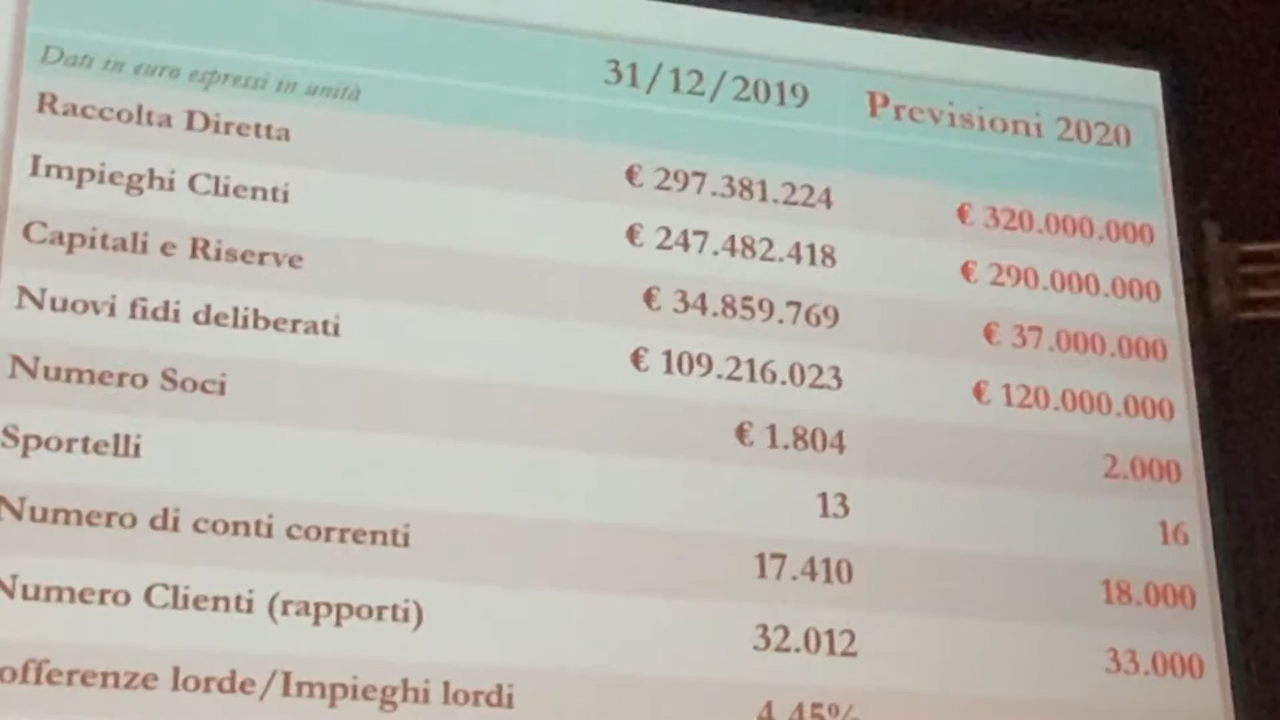 Dati in euro espressi in unità 31/12/2019 Previsioni 2020
Raccolta Diretta € 297.381.224 € 320.000.000
Impieghi Clienti € 247.482.418 € 290.000.000
Capitali e Riserve € 34.859.769 € 37.000.000
Nuovi fidi deliberati € 109.216.023 € 120.000.000
Numero Soci € 1.804 2.000
Sportelli 13 16
Numero di conti correnti 17.410 18.000
Numero Clienti (rapporti) 32.012 33.000
offerenze lorde/Impieghi lordi 4,45%